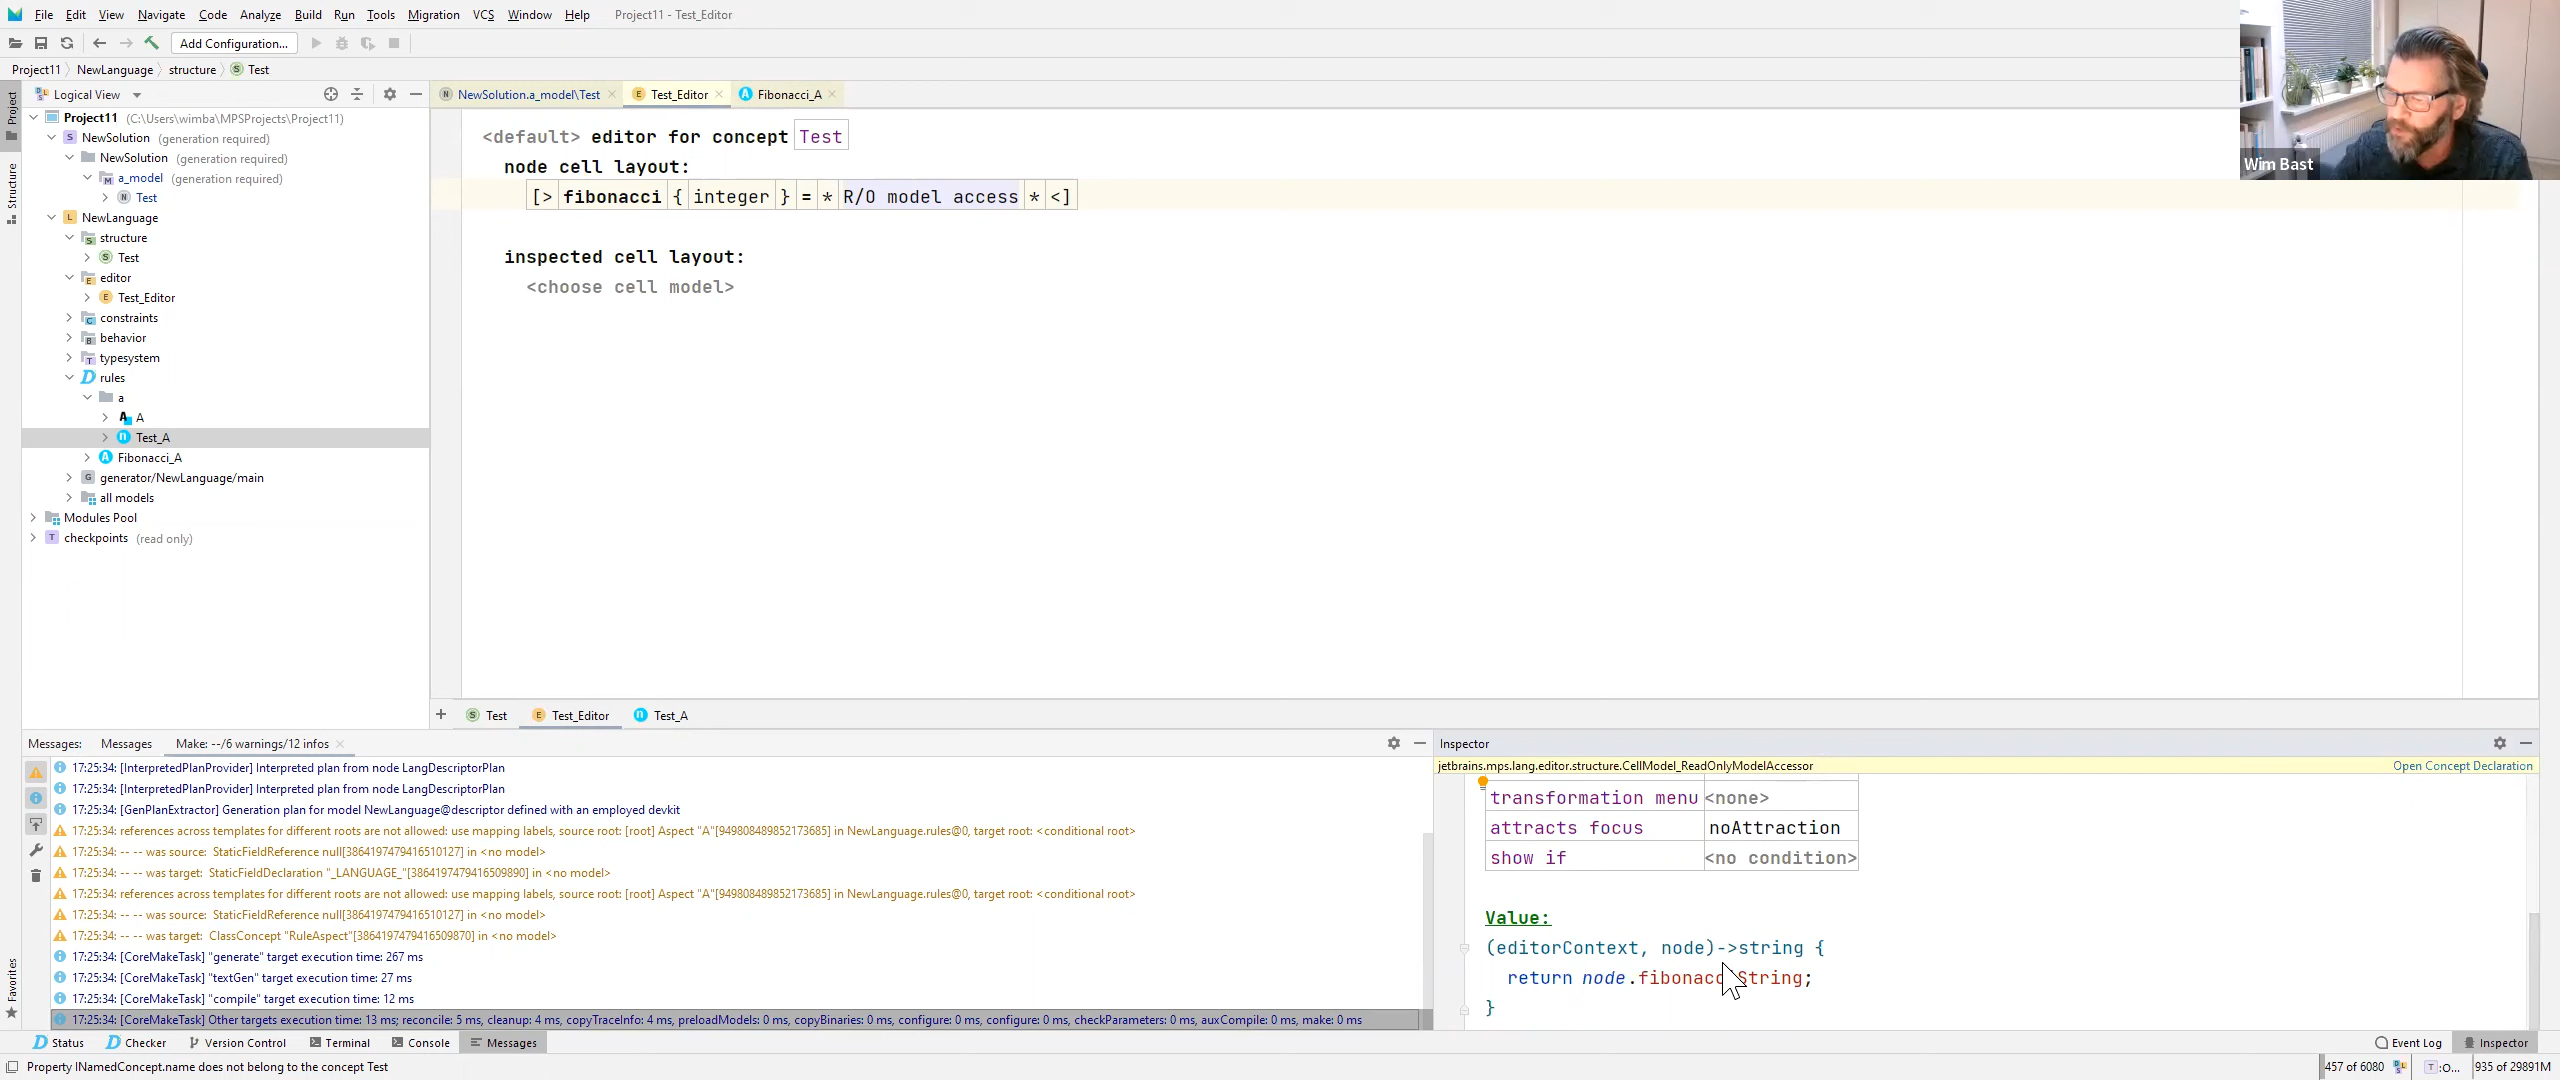 File Edit View Navigate Code Analyze Build Run Tools Migration VCS Window Help Project11 - Test_Editor
Add Configuration...
Project11 NewLanguage structure S Test
Project
Structure
Favorites
Logical View
Project11 (C:\Users\wimba\MPSProjects\Project11)
NewSolution (generation required)
NewSolution (generation required)
a_model (generation required)
Test
NewLanguage
structure
Test
editor
Test_Editor
constraints
behavior
typesystem
rules
a
A
Test_A
Fibonacci_A
generator/NewLanguage/main
all models
Modules Pool
checkpoints (read only)
NewSolution.a_model\Test Test_Editor Fibonacci_A
<default> editor for concept Test
node cell layout:
[> fibonacci { integer } = * R/O model access * <]
inspected cell layout:
<choose cell model>
Wim Bast
Test Test_Editor Test_A
Messages: Messages Make: --/6 warnings/12 infos
17:25:34: [InterpretedPlanProvider] Interpreted plan from node LangDescriptorPlan
17:25:34: [InterpretedPlanProvider] Interpreted plan from node LangDescriptorPlan
17:25:34: [GenPlanExtractor] Generation plan for model NewLanguage@descriptor defined with an employed devkit
17:25:34: references across templates for different roots are not allowed: use mapping labels, source root: [root] Aspect "A"[949808489852173685] in NewLanguage.rules@0, target root: <conditional root>
17:25:34: -- -- was source: StaticFieldReference null[3864197479416510127] in <no model>
17:25:34: -- -- was target: StaticFieldDeclaration "_LANGUAGE_"[3864197479416509890] in <no model>
17:25:34: references across templates for different roots are not allowed: use mapping labels, source root: [root] Aspect "A"[949808489852173685] in NewLanguage.rules@0, target root: <conditional root>
17:25:34: -- -- was source: StaticFieldReference null[3864197479416510127] in <no model>
17:25:34: -- -- was target: ClassConcept "RuleAspect"[3864197479416509870] in <no model>
17:25:34: [CoreMakeTask] "generate" target execution time: 267 ms
17:25:34: [CoreMakeTask] "textGen" target execution time: 27 ms
17:25:34: [CoreMakeTask] "compile" target execution time: 12 ms
17:25:34: [CoreMakeTask] Other targets execution time: 13 ms; reconcile: 5 ms, cleanup: 4 ms, copyTraceInfo: 4 ms, preloadModels: 0 ms, copyBinaries: 0 ms, configure: 0 ms, configure: 0 ms, checkParameters: 0 ms, auxCompile: 0 ms, make: 0 ms
Inspector
jetbrains.mps.lang.editor.structure.CellModel_ReadOnlyModelAccessor Open Concept Declaration
transformation menu <none>
attracts focus noAttraction
show if <no condition>
Value:
(editorContext, node)->string {
return node.fibonacciString;
}
Status Checker Version Control Terminal Console Messages Event Log Inspector
Property INamedConcept.name does not belong to the concept Test 457 of 6080 T :O... 935 of 29891M